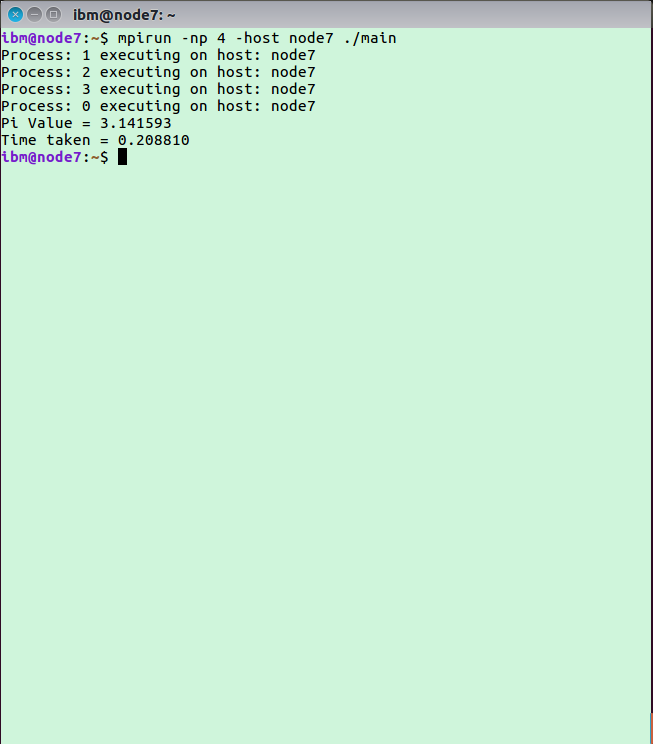 ibm@node7: ~
ibm@node7:~$ mpirun -np 4 -host node7 ./main
Process: 1 executing on host: node7
Process: 2 executing on host: node7
Process: 3 executing on host: node7
Process: 0 executing on host: node7
Pi Value = 3.141593
Time taken = 0.208810
ibm@node7:~$